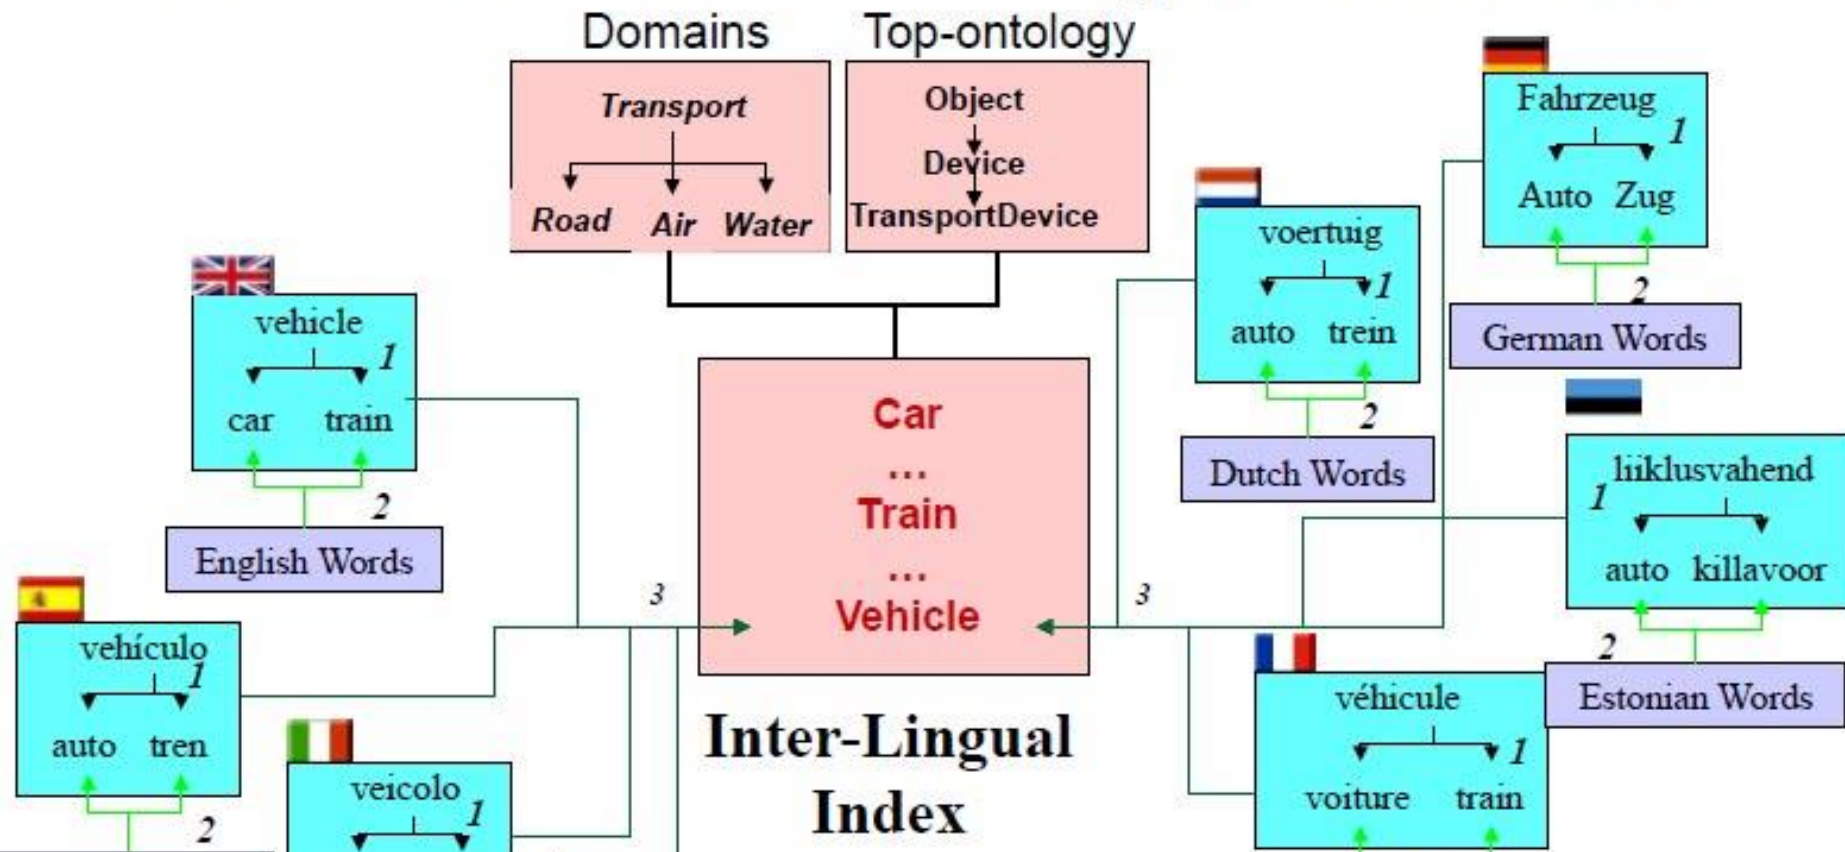 Domains
Top-ontology
Transport
Road Air Water
Object
Device
TransportDevice
vehicle
1
car train
2
English Words
vehículo
1
auto tren
2
veicolo
1
3
Car
...
Train
...
Vehicle
Inter-Lingual
Index
3
voertuig
1
auto trein
2
Dutch Words
Fahrzeug
1
Auto Zug
2
German Words
liiklusvahend
1
auto killavoor
2
Estonian Words
véhicule
1
voiture train